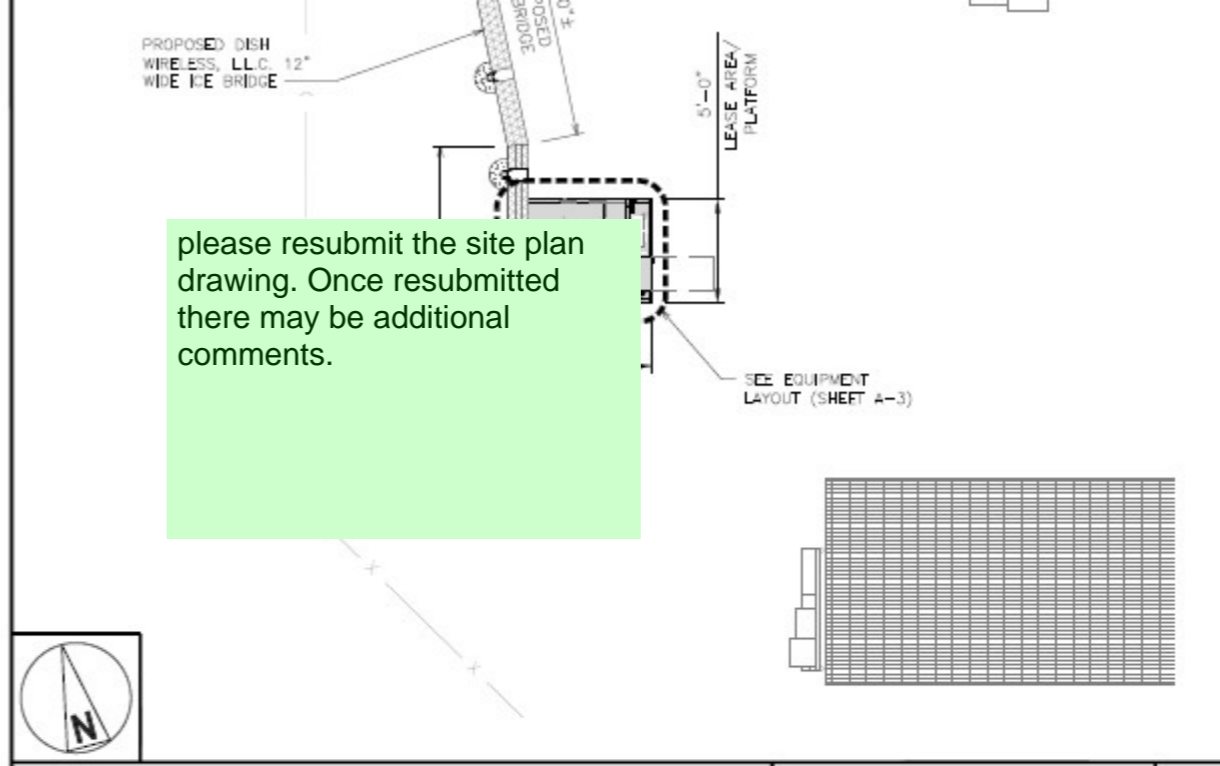 PROPOSED DISH
WIRELESS, LL.C. 12"
WIDE ICE BRIDGE
BRIDGE
5'-0"
LEASE AREA/
PLATFORM
please resubmit the site plan
drawing. Once resubmitted
there may be additional
comments.
SEE EQUIPMENT
LAYOUT (SHEET A-3)
X
X
N